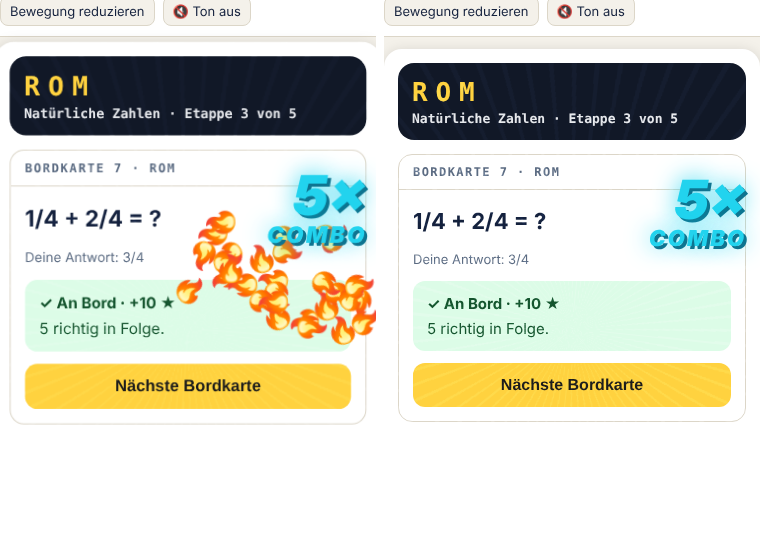 Bewegung reduzieren
🔇 Ton aus
ROM
Natürliche Zahlen · Etappe 3 von 5
BORDKARTE 7 · ROM
5×
COMBO
1/4 + 2/4 = ?
Deine Antwort: 3/4
✓ An Bord · +10 ★
5 richtig in Folge.
Nächste Bordkarte
Bewegung reduzieren
🔇 Ton aus
ROM
Natürliche Zahlen · Etappe 3 von 5
BORDKARTE 7 · ROM
5×
COMBO
1/4 + 2/4 = ?
Deine Antwort: 3/4
✓ An Bord · +10 ★
5 richtig in Folge.
Nächste Bordkarte